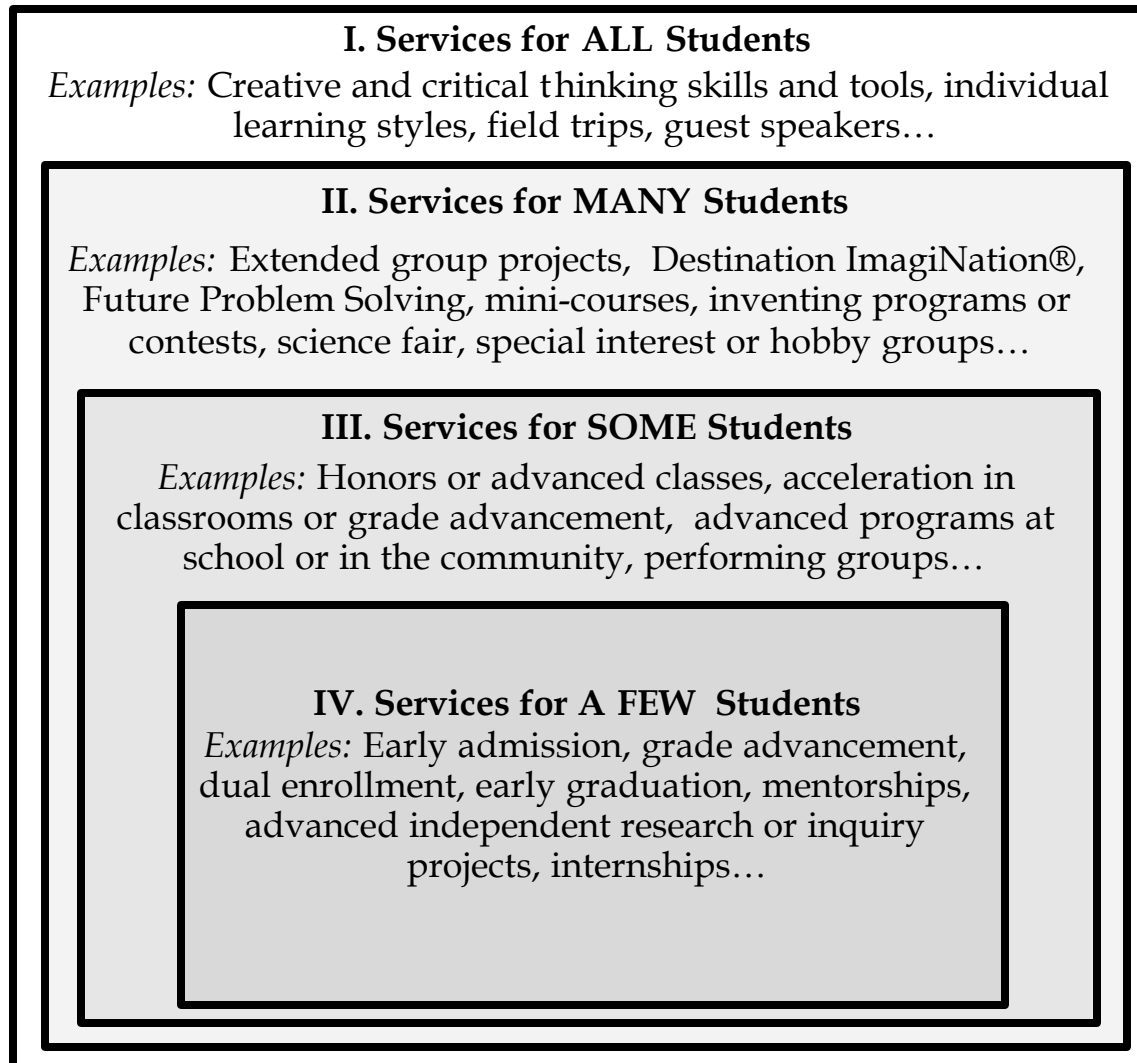 I. Services for ALL Students
Examples: Creative and critical thinking skills and tools, individual
learning styles, field trips, guest speakers…
II. Services for MANY Students
Examples: Extended group projects, Destination ImagiNation®,
Future Problem Solving, mini-courses, inventing programs or
contests, science fair, special interest or hobby groups…
III. Services for SOME Students
Examples: Honors or advanced classes, acceleration in
classrooms or grade advancement, advanced programs at
school or in the community, performing groups…
IV. Services for A FEW Students
Examples: Early admission, grade advancement,
dual enrollment, early graduation, mentorships,
advanced independent research or inquiry
projects, internships…